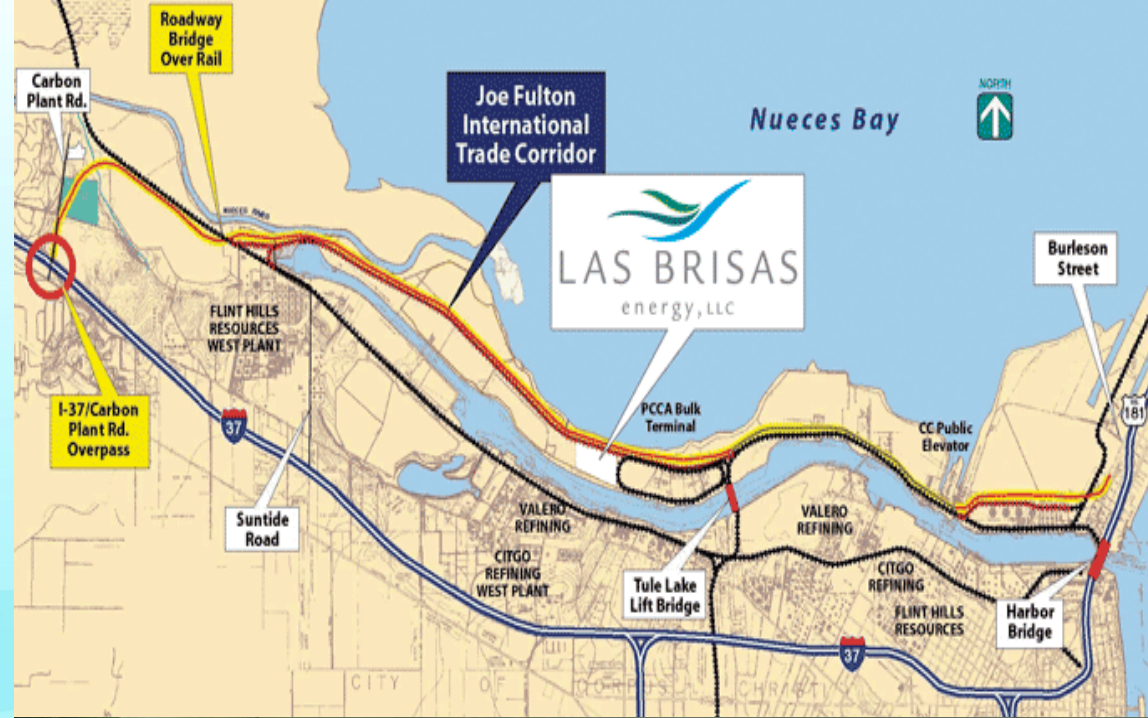 Roadway
Bridge
Over Rail
Carbon
Plant Rd.
Joe Fulton
International
Trade Corridor
Nueces Bay
NORTH
LAS BRISAS
energy, LLC
Burleson
Street
NUECES RIVER
FLINT HILLS
RESOURCES
WEST PLANT
I-37/Carbon
Plant Rd.
Overpass
37
PCCA Bulk
Terminal
CC Public
Elevator
181
Suntide
Road
VALERO
REFINING
VALERO
REFINING
CITGO
REFINING
WEST PLANT
Tule Lake
Lift Bridge
CITGO
REFINING
FLINT HILLS
RESOURCES
Harbor
Bridge
37
CITY OF CORPUS CHRISTI